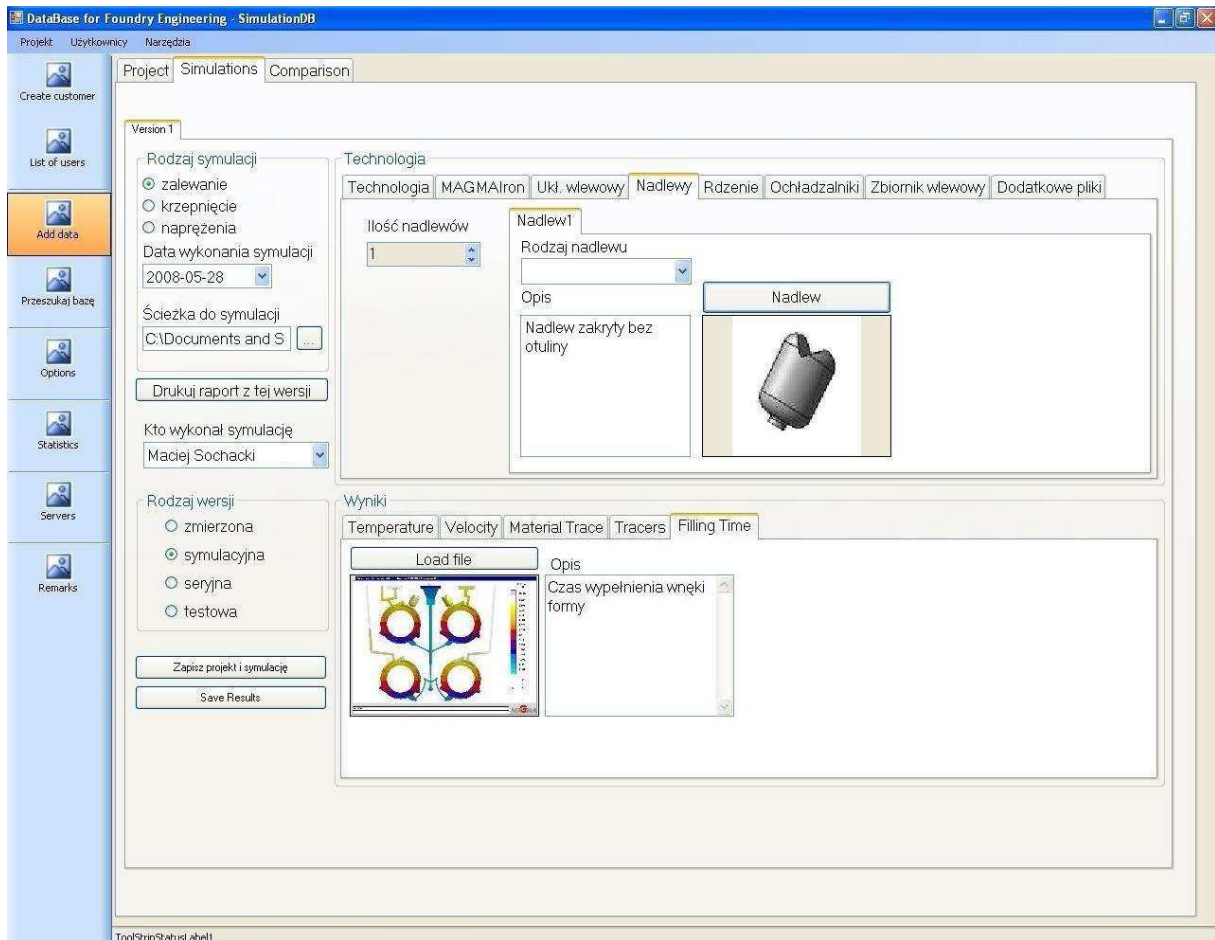 DataBase for Foundry Engineering - SimulationDB
Projekt Użytkownicy Narzędzia
Create customer
List of users
Add data
Przeszukaj bazę
Options
Statistics
Servers
Remarks
Project Simulations Comparison
Version 1
Rodzaj symulacji
zalewanie
krzepnięcie
naprężenia
Data wykonania symulacji
2008-05-28
Ścieżka do symulacji
C:\Documents and S ...
Drukuj raport z tej wersji
Kto wykonał symulację
Maciej Sochacki
Rodzaj wersji
zmierzona
symulacyjna
seryjna
testowa
Zapisz projekt i symulację
Save Results
Technologia
Technologia MAGMAIron Ukł. wlewowy Nadlewy Rdzenie Ochładzalniki Zbiornik wlewowy Dodatkowe pliki
Ilość nadlewów
1
Nadlew1
Rodzaj nadlewu
Opis
Nadlew
Nadlew zakryty bez
otuliny
Wyniki
Temperature Velocity Material Trace Tracers Filling Time
Load file
Opis
Czas wypełnienia wnęki
formy
ToolStripStatusLabel1